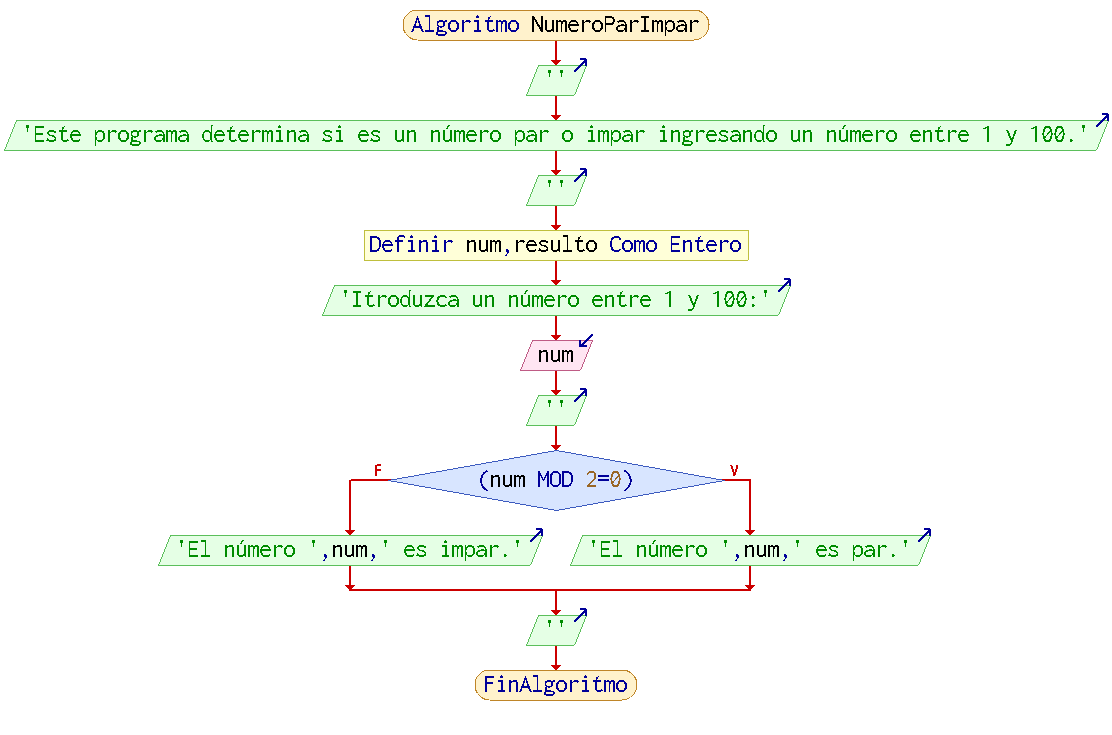 Algoritmo NumeroParImpar
''
'Este programa determina si es un número par o impar ingresando un número entre 1 y 100.'
''
Definir num,resulto Como Entero
'Itroduzca un número entre 1 y 100:'
num
''
F
V
(num MOD 2=0)
'El número ',num,' es impar.'
'El número ',num,' es par.'
''
FinAlgoritmo